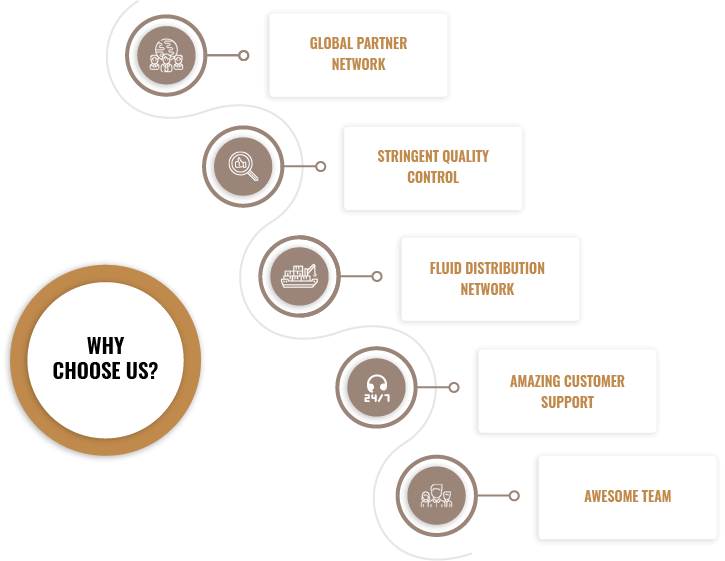 GLOBAL PARTNER
NETWORK
STRINGENT QUALITY
CONTROL
FLUID DISTRIBUTION
NETWORK
WHY
CHOOSE US?
24/7
AMAZING CUSTOMER
SUPPORT
AWESOME TEAM